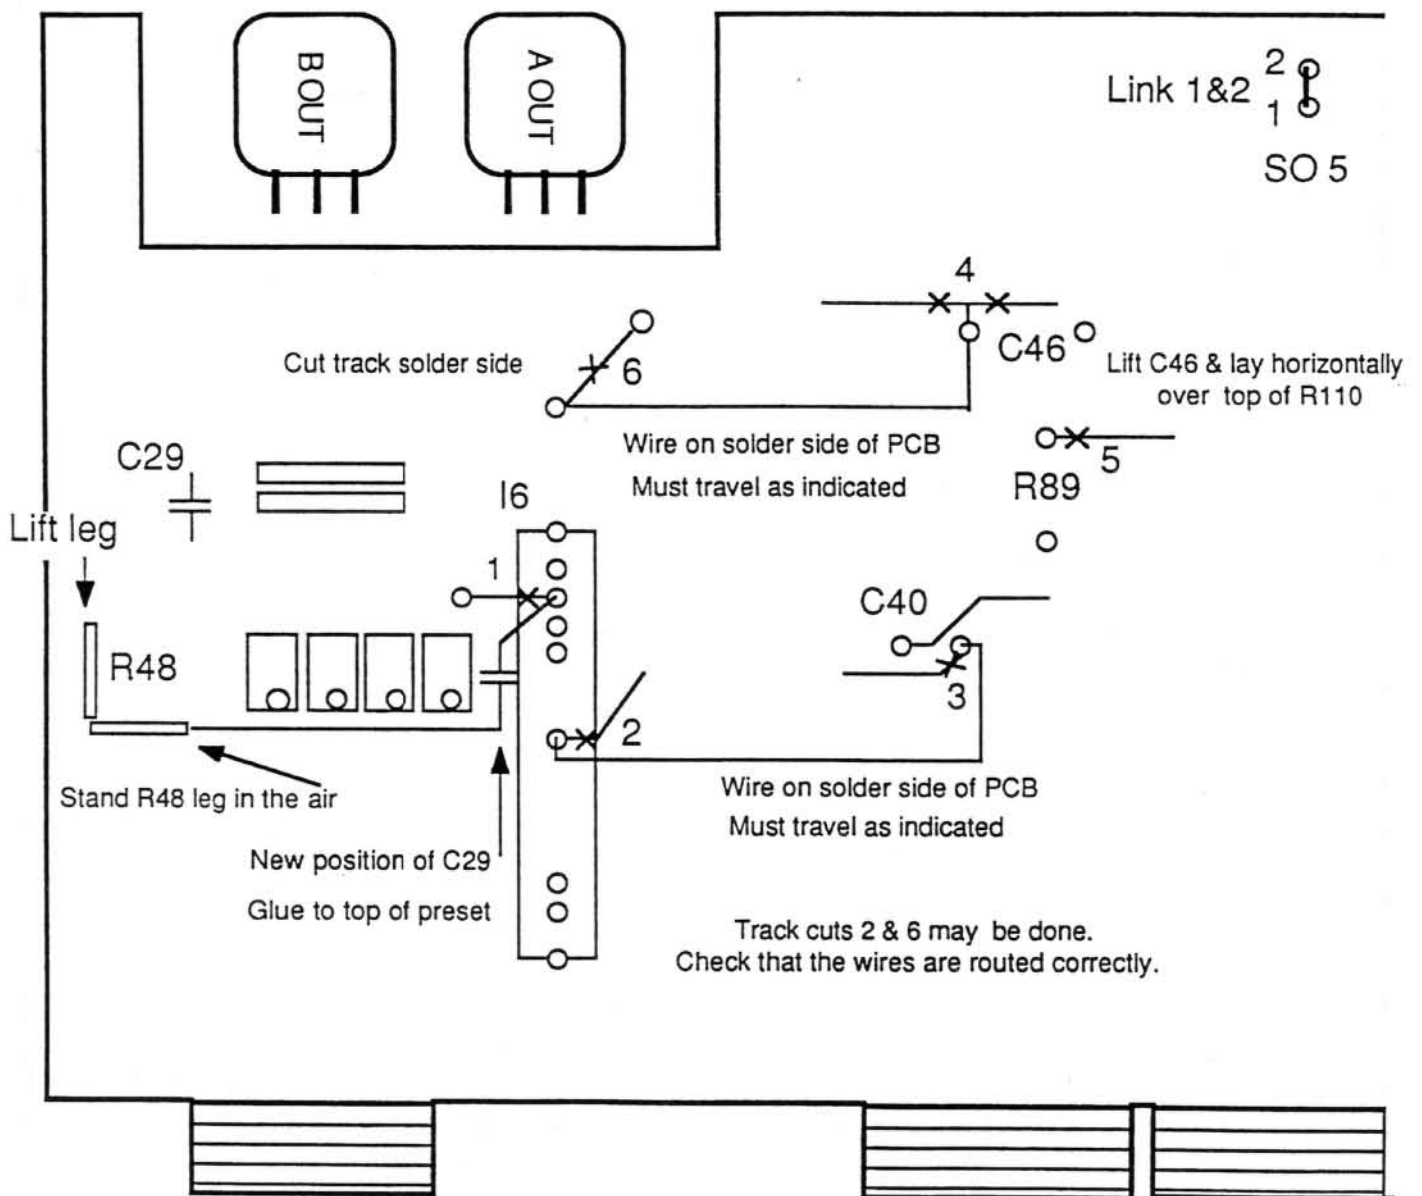 B OUT
A OUT
2
Link 1&2
1
SO 5
4
C46
Cut track solder side
6
Lift C46 & lay horizontally
over top of R110
Wire on solder side of PCB
Must travel as indicated
5
R89
C29
I6
Lift leg
1
C40
R48
3
2
Stand R48 leg in the air
Wire on solder side of PCB
Must travel as indicated
New position of C29
Glue to top of preset
Track cuts 2 & 6 may be done.
Check that the wires are routed correctly.